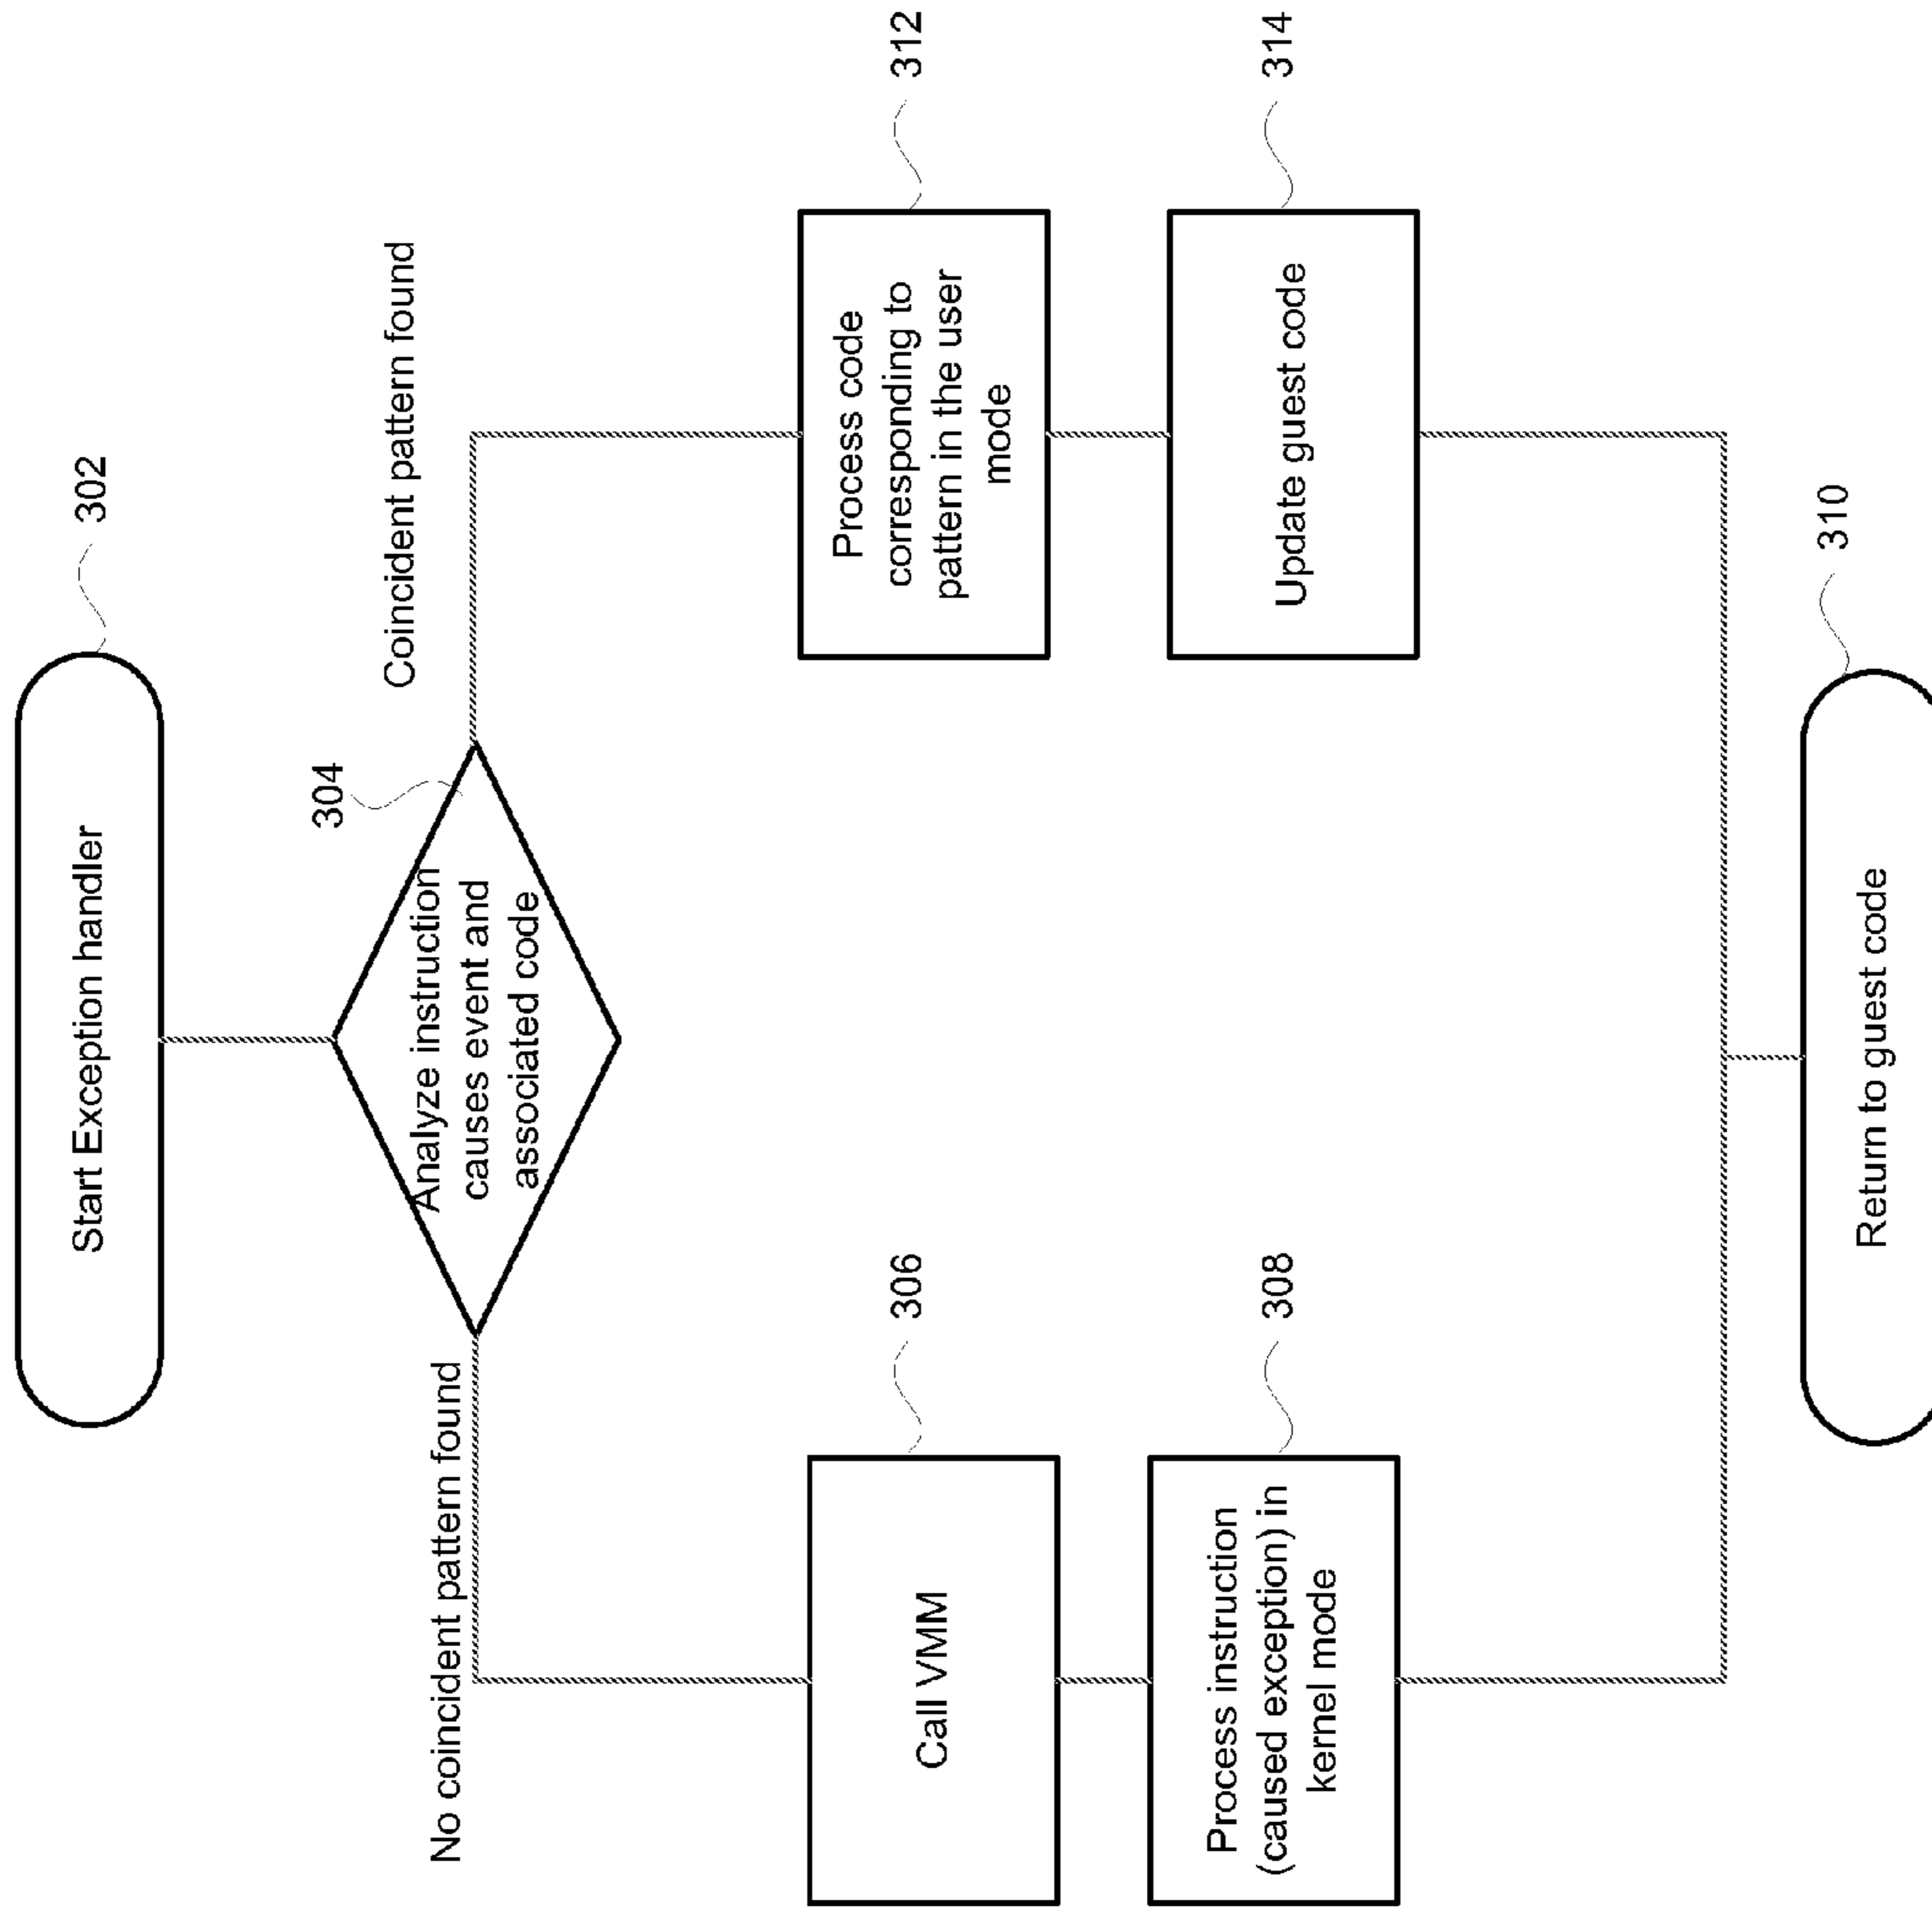 Start Exception handler
302
304
Analyze instruction
causes event and
associated code
No coincident pattern found
Coincident pattern found
Call VMM
306
Process instruction
(caused exception) in
kernel mode
308
Process code
corresponding to
pattern in the user
mode
312
Update guest code
314
Return to guest code
310